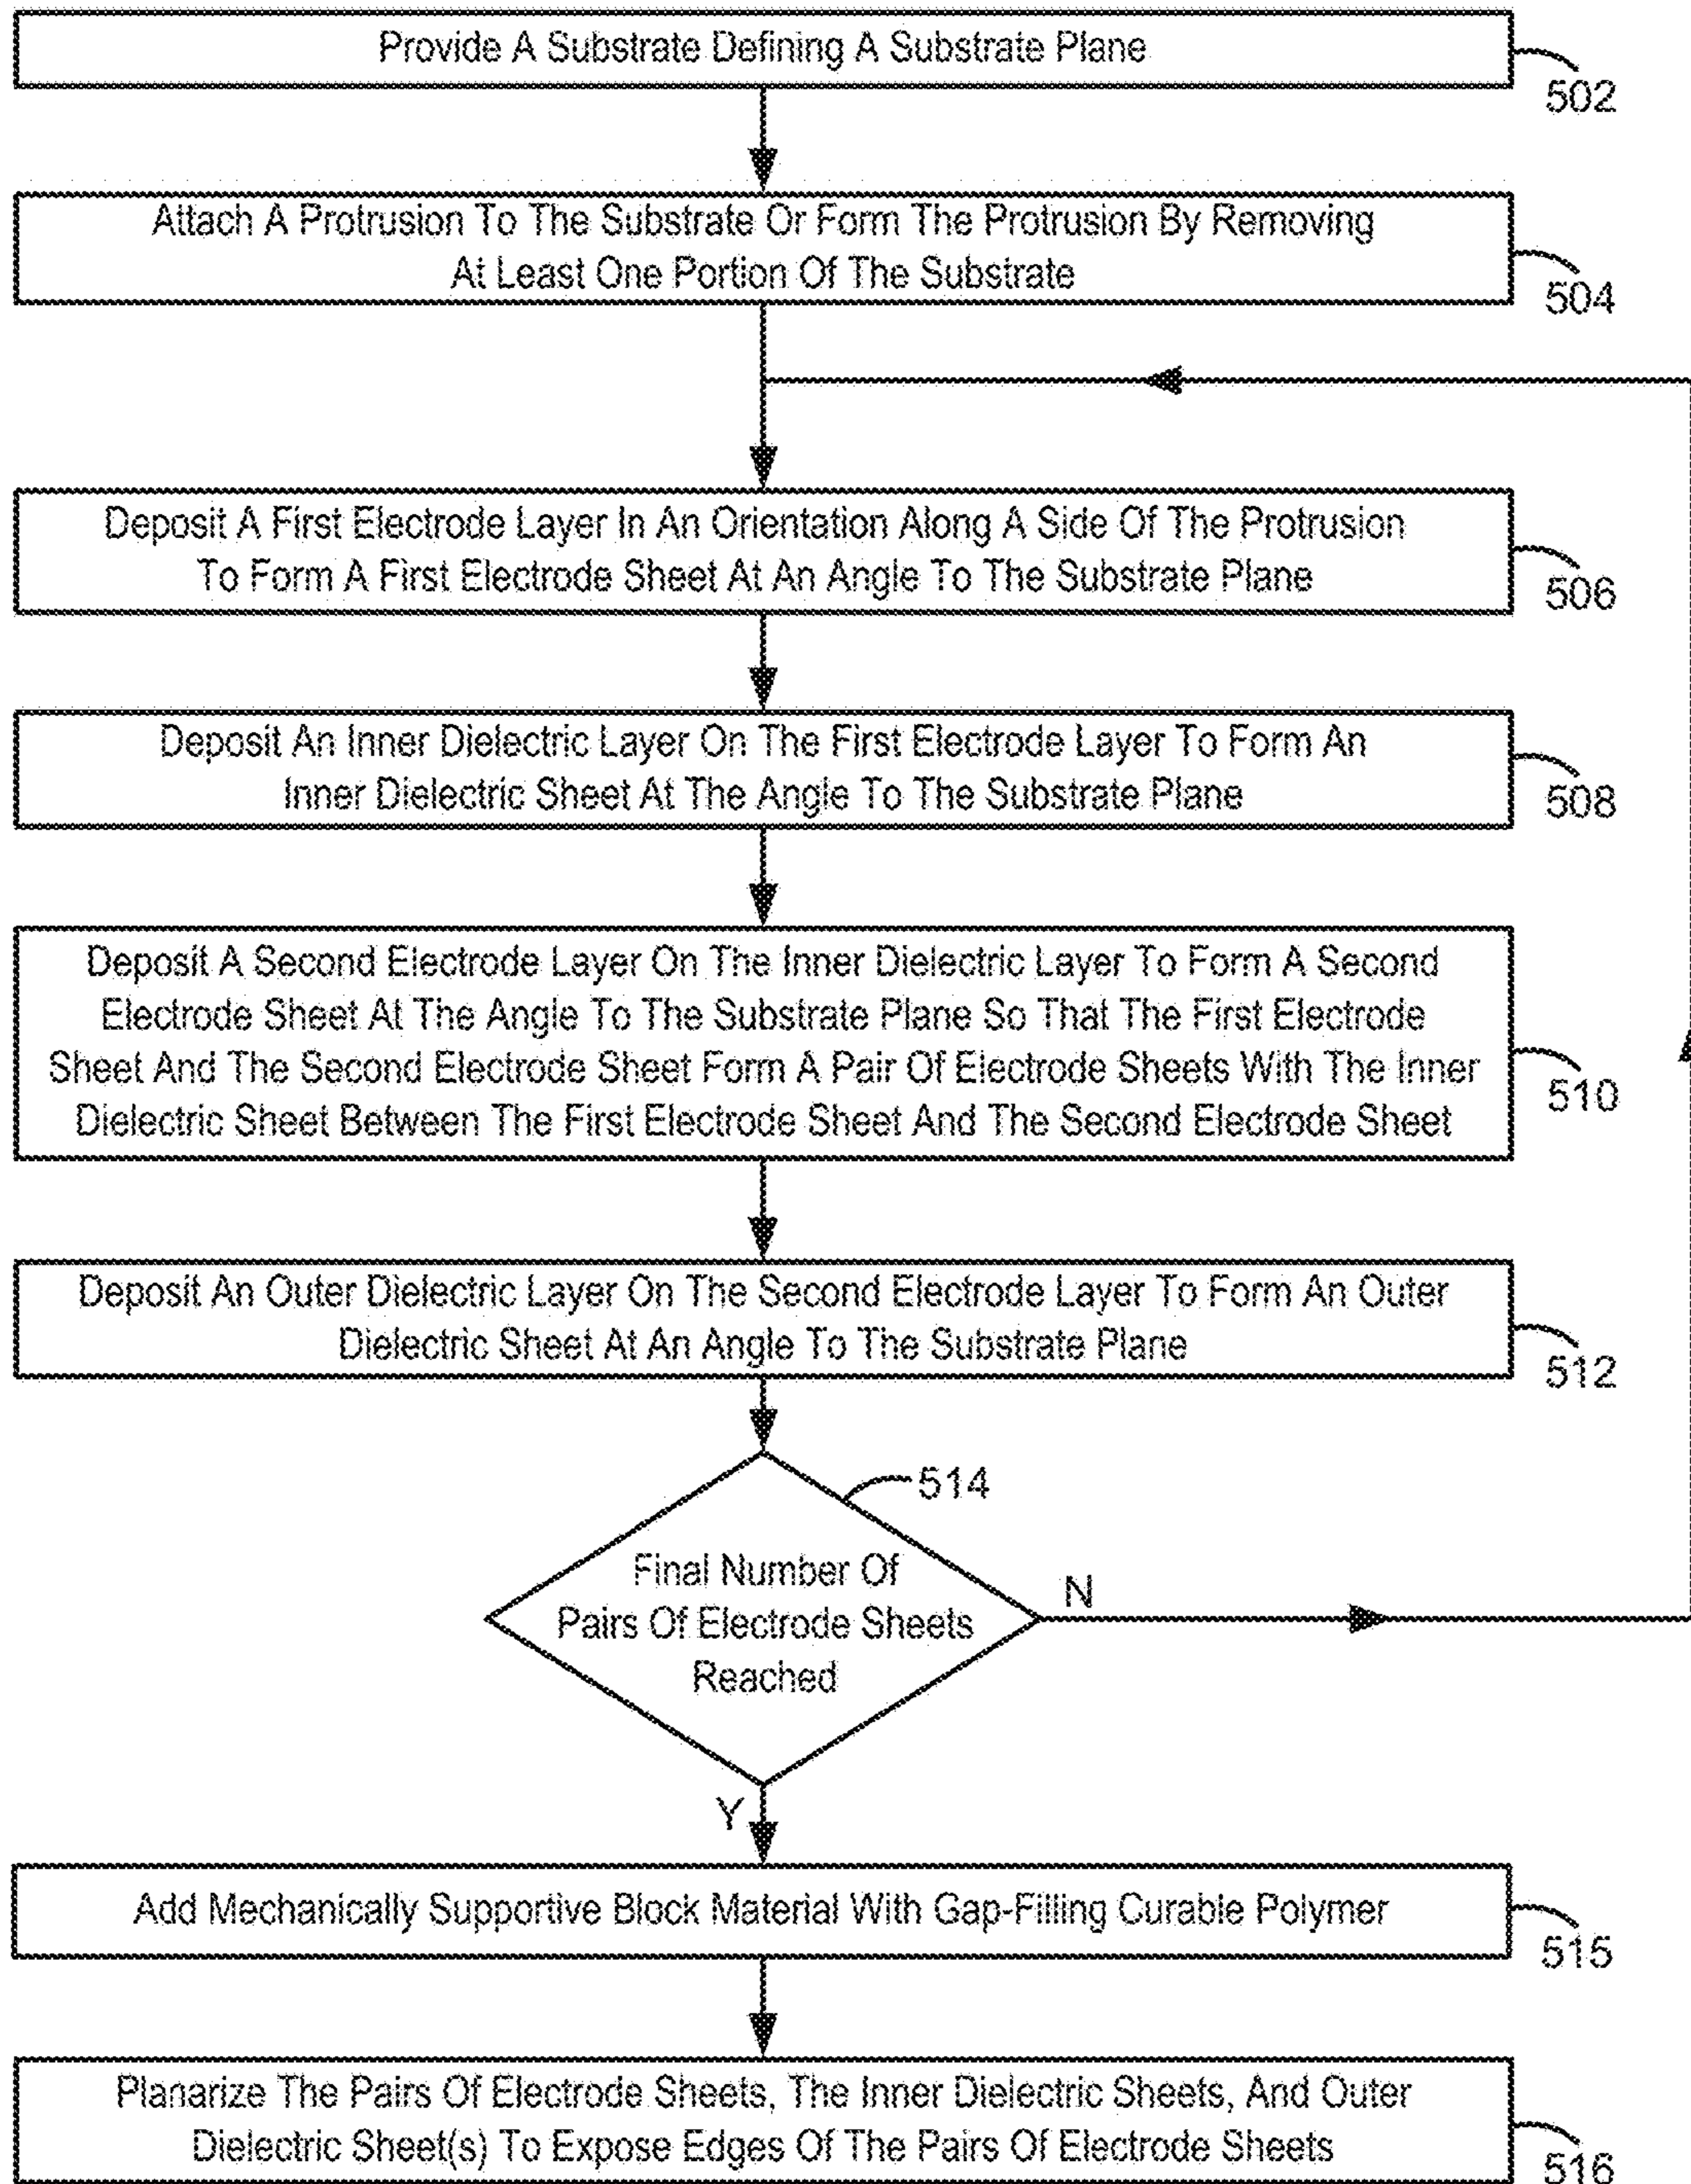 Provide A Substrate Defining A Substrate Plane
502
Attach A Protrusion To The Substrate Or Form The Protrusion By Removing
At Least One Portion Of The Substrate
504
Deposit A First Electrode Layer In An Orientation Along A Side Of The Protrusion
To Form A First Electrode Sheet At An Angle To The Substrate Plane
506
Deposit An Inner Dielectric Layer On The First Electrode Layer To Form An
Inner Dielectric Sheet At The Angle To The Substrate Plane
508
Deposit A Second Electrode Layer On The Inner Dielectric Layer To Form A Second
Electrode Sheet At The Angle To The Substrate Plane So That The First Electrode
Sheet And The Second Electrode Sheet Form A Pair Of Electrode Sheets With The Inner
Dielectric Sheet Between The First Electrode Sheet And The Second Electrode Sheet
510
Deposit An Outer Dielectric Layer On The Second Electrode Layer To Form An Outer
Dielectric Sheet At An Angle To The Substrate Plane
512
514
Final Number Of
Pairs Of Electrode Sheets
Reached
N
Y
Add Mechanically Supportive Block Material With Gap-Filling Curable Polymer
515
Planarize The Pairs Of Electrode Sheets, The Inner Dielectric Sheets, And Outer
Dielectric Sheet(s) To Expose Edges Of The Pairs Of Electrode Sheets
516